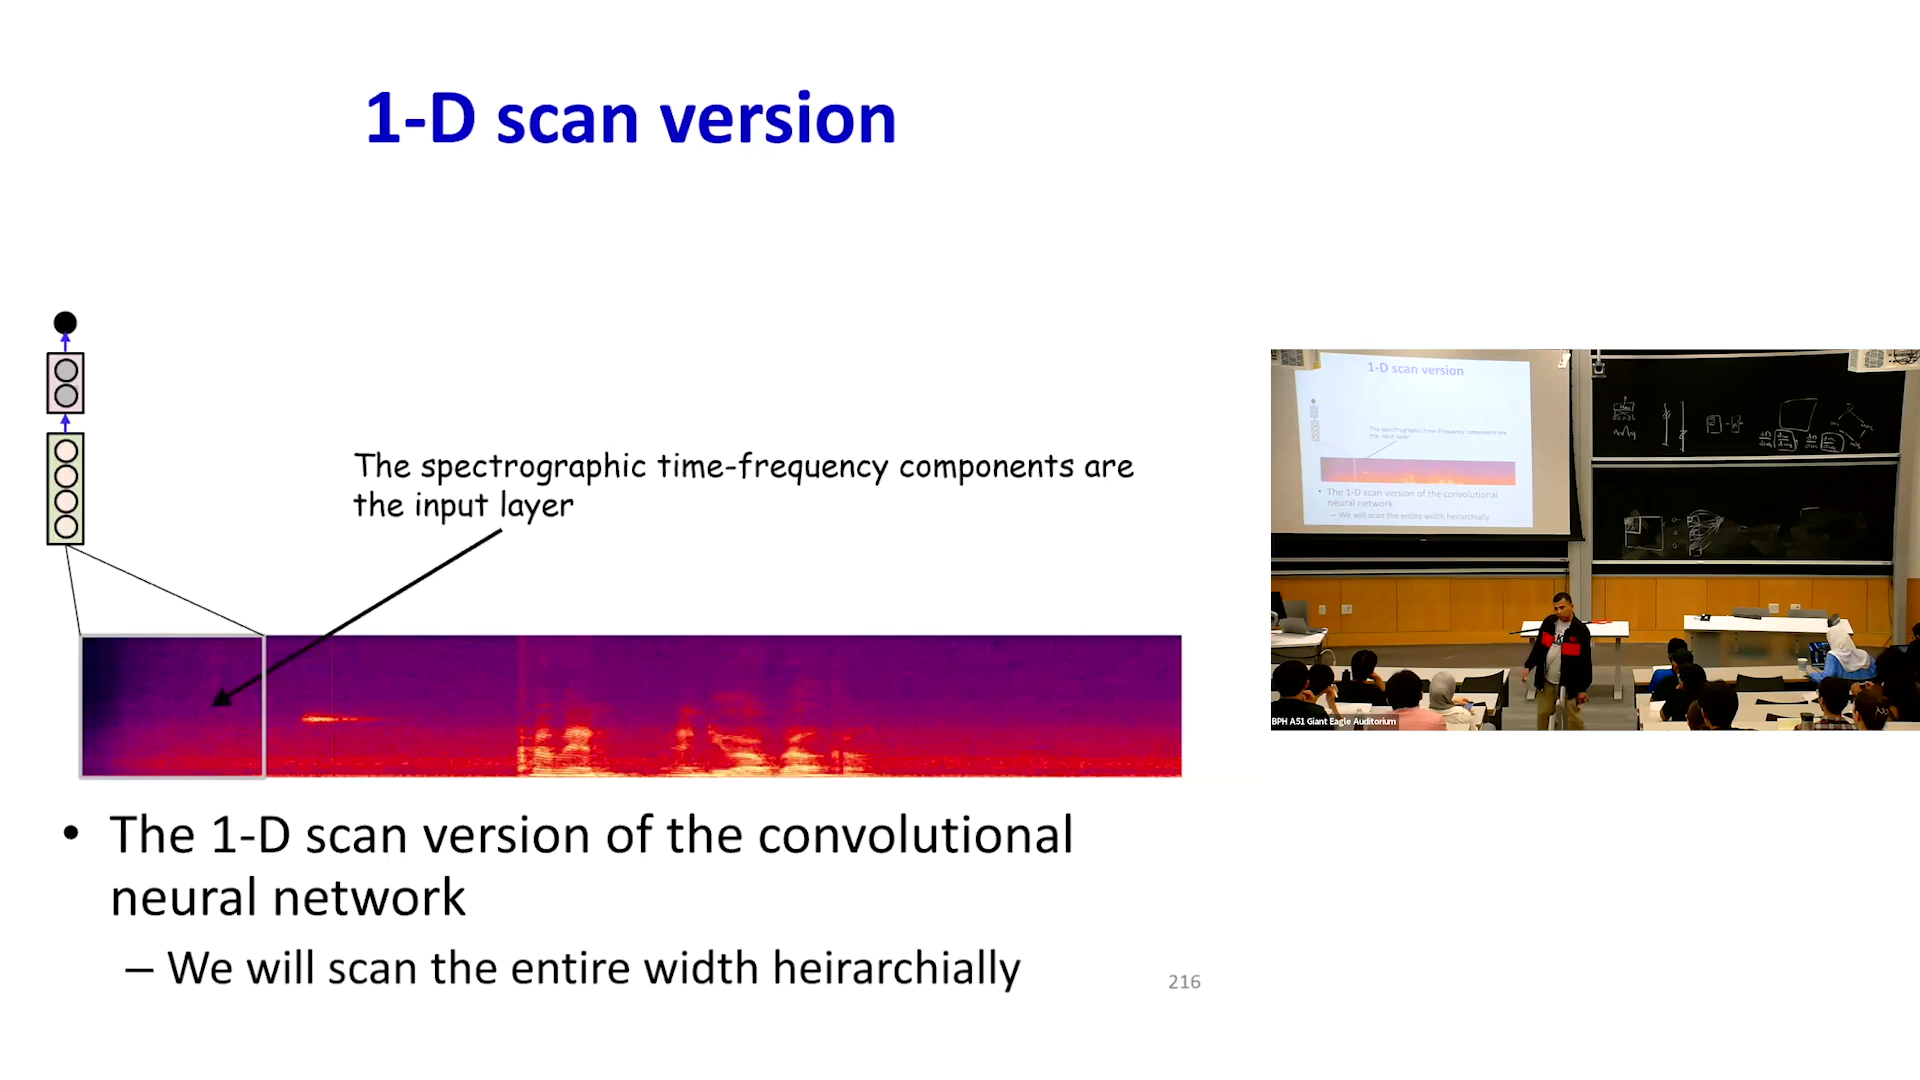 1-D scan version
The spectrographic time-frequency components are
the input layer
• The 1-D scan version of the convolutional
neural network
– We will scan the entire width heirarchially
216
1-D scan version
The spectrographic time-frequency components are
the input layer
• The 1-D scan version of the convolutional
neural network
– We will scan the entire width heirarchially
BPH A51 Giant Eagle Auditorium